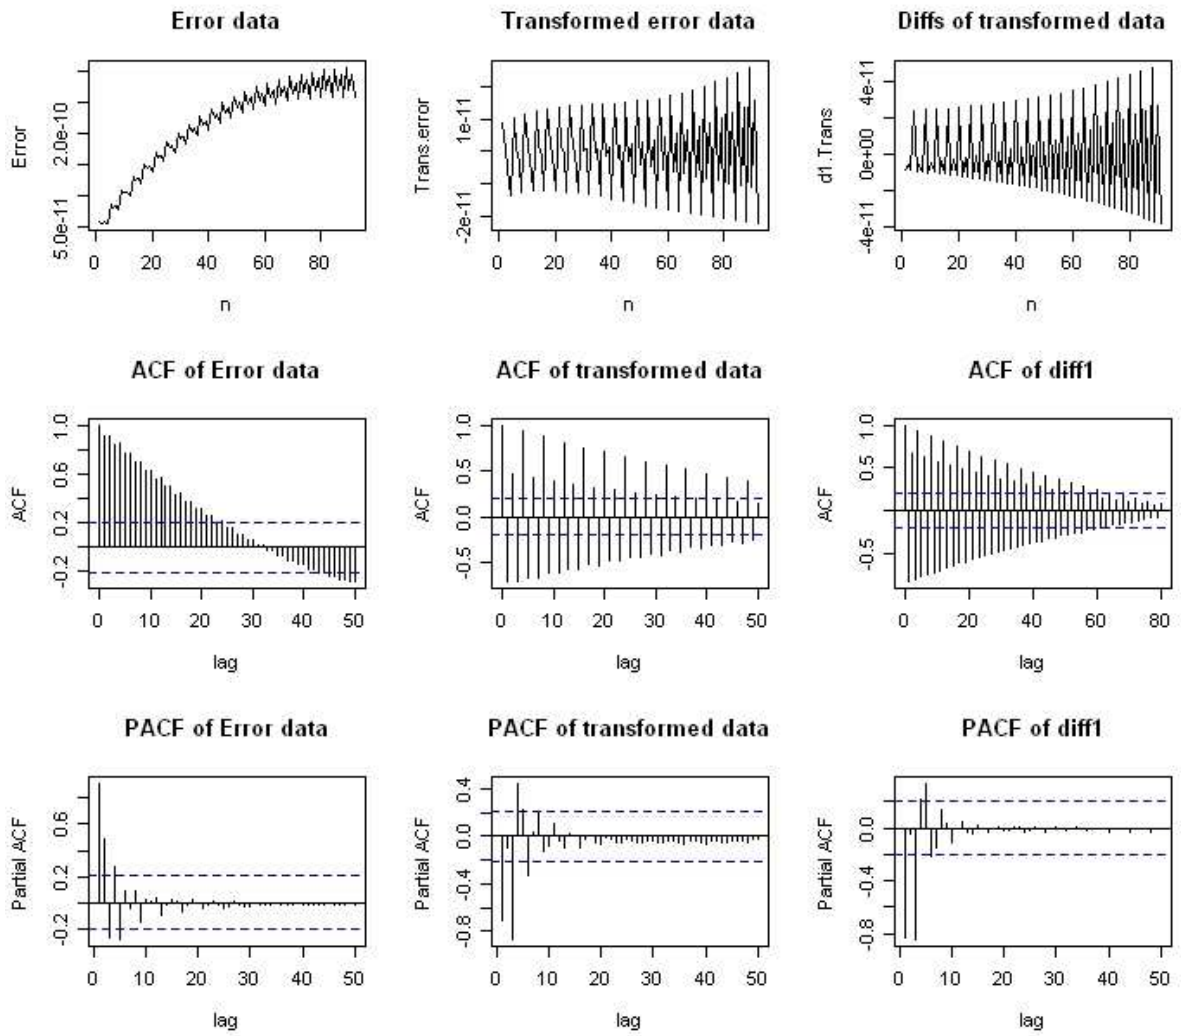 Error data
Transformed error data
Diffs of transformed data
Error
5.0e-11
2.0e-10
0
20
40
60
80
n
Trans.error
-2e-11
1e-11
0
20
40
60
80
n
d1.Trans
-4e-11
0e+00
4e-11
0
20
40
60
80
n
ACF of Error data
ACF of transformed data
ACF of diff1
ACF
-0.2
0.2
0.6
1.0
0
10
20
30
40
50
lag
ACF
-0.5
0.0
0.5
1.0
0
10
20
30
40
50
lag
ACF
-0.5
0.0
0.5
1.0
0
20
40
60
80
lag
PACF of Error data
PACF of transformed data
PACF of diff1
Partial ACF
-0.2
0.2
0.6
0
10
20
30
40
50
lag
Partial ACF
-0.8
-0.4
0.0
0.4
0
10
20
30
40
50
lag
Partial ACF
-0.8
-0.4
0.0
0
10
20
30
40
50
lag